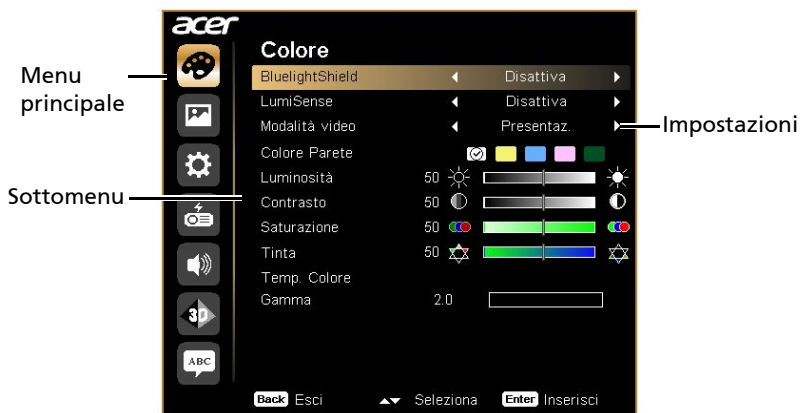 acer
Colore
Menu
principale
BluelightShield Disattiva
LumiSense Disattiva
Modalità video Presentaz.
Impostazioni
Colore Parete
Luminosità 50
Sottomenu
Contrasto 50
Saturazione 50
Tinta 50
Temp. Colore
Gamma 2.0
3D
ABC
Back Esci Seleziona Enter Inserisci